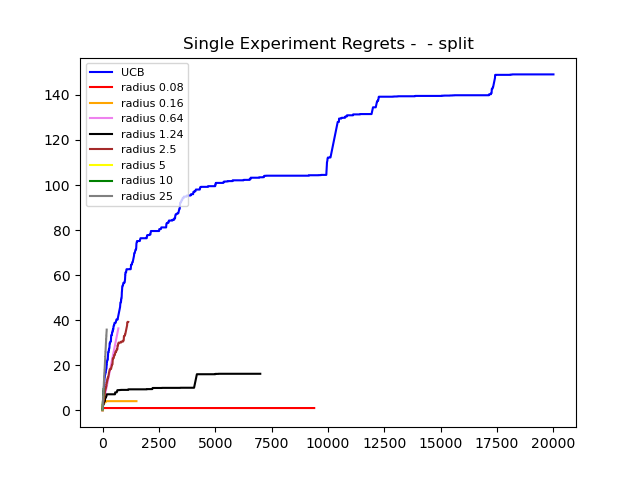 Single Experiment Regrets -  - split
UCB
radius 0.08
radius 0.16
radius 0.64
radius 1.24
radius 2.5
radius 5
radius 10
radius 25
140
120
100
80
60
40
20
0
0 2500 5000 7500 10000 12500 15000 17500 20000